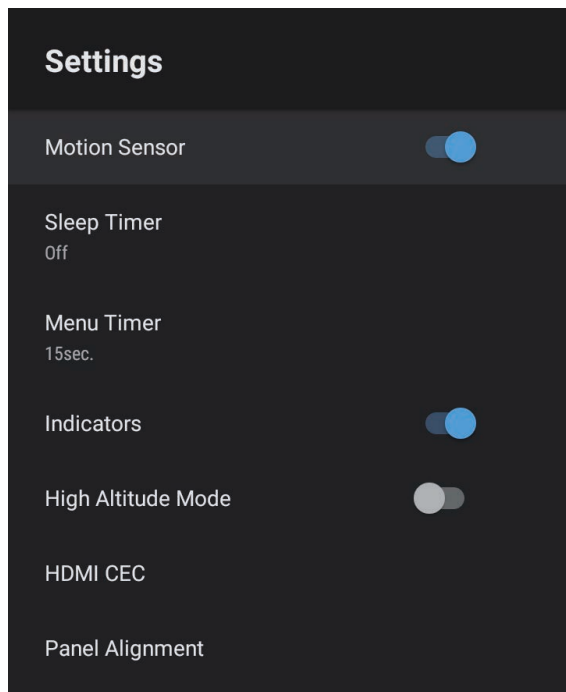 Settings
Motion Sensor
Sleep Timer
Off
Menu Timer
15sec.
Indicators
High Altitude Mode
HDMI CEC
Panel Alignment